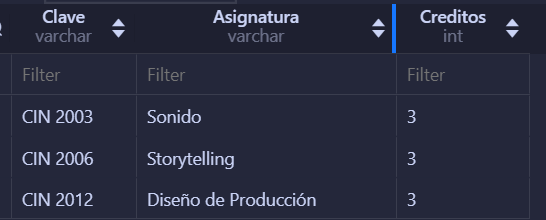 Clave Asignatura Creditos
varchar varchar int
Filter Filter Filter
CIN 2003 Sonido 3
CIN 2006 Storytelling 3
CIN 2012 Diseño de Producción 3